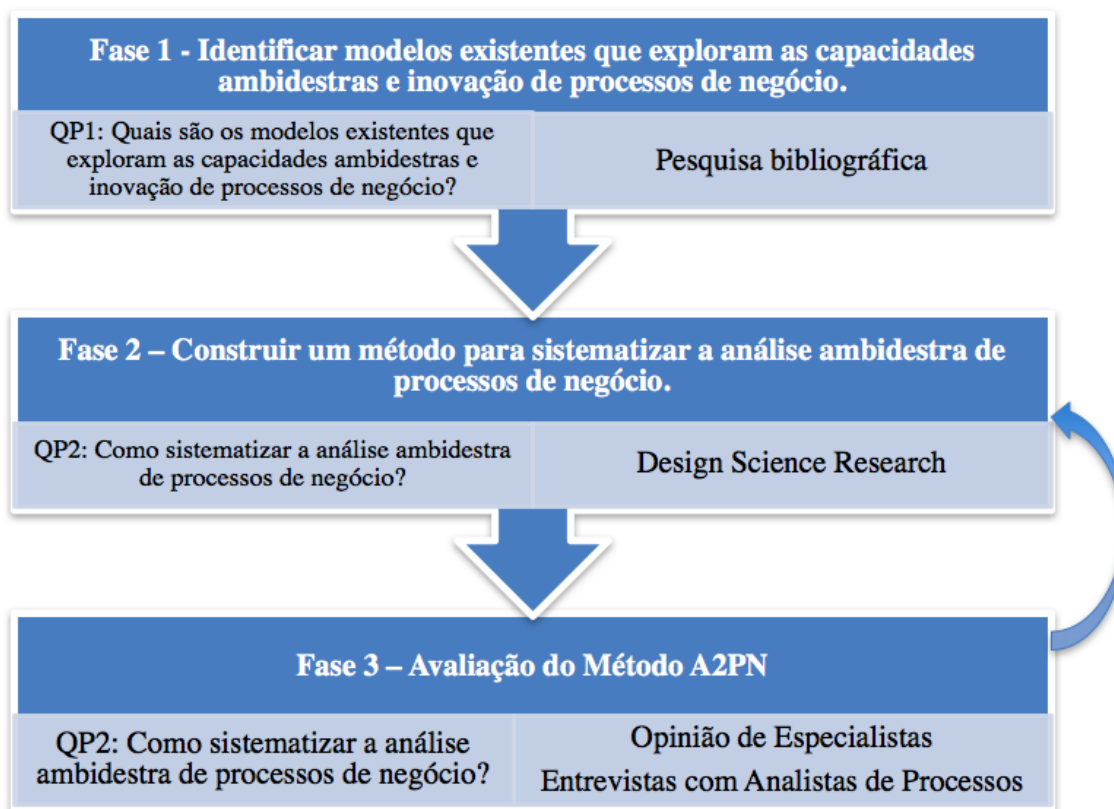 Fase 1 - Identificar modelos existentes que exploram as capacidades
ambidestras e inovação de processos de negócio.
QP1: Quais são os modelos existentes que
exploram as capacidades ambidestras e
inovação de processos de negócio?
Pesquisa bibliográfica
Fase 2 – Construir um método para sistematizar a análise ambidestra de
processos de negócio.
QP2: Como sistematizar a análise ambidestra
de processos de negócio?
Design Science Research
Fase 3 – Avaliação do Método A2PN
QP2: Como sistematizar a análise
ambidestra de processos de negócio?
Opinião de Especialistas
Entrevistas com Analistas de Processos